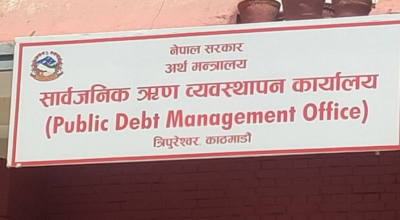 नेपाल सरकार
अर्थ मन्त्रालय
सार्वजनिक ऋण व्यवस्थापन कार्यालय
(Public Debt Management Office)
त्रिपुरेश्वर, काठमाडौं